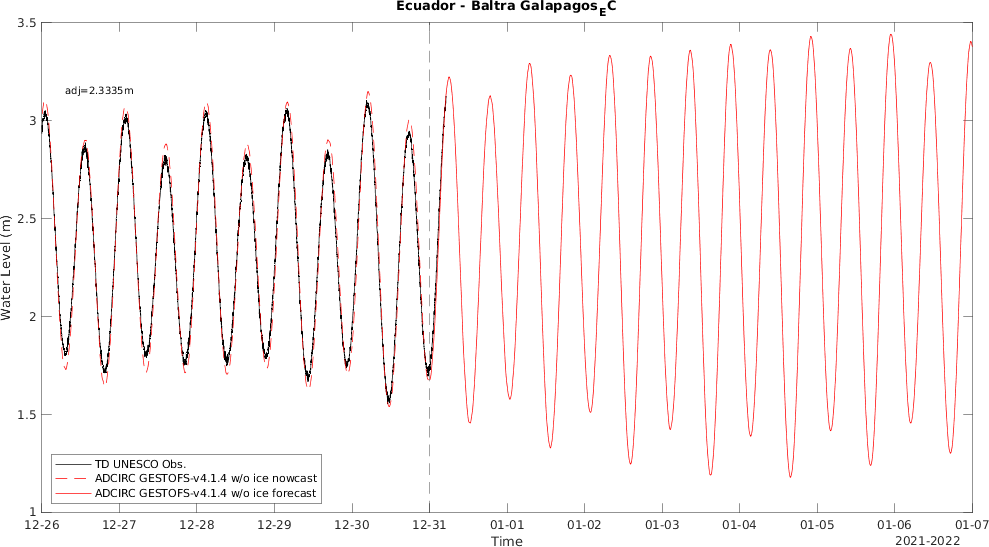 Ecuador - Baltra Galapagos_EC
3.5
adj=2.3335m
3
2.5
Water Level (m)
2
1.5
TD UNESCO Obs.
ADCIRC GESTOFS-v4.1.4 w/o ice nowcast
ADCIRC GESTOFS-v4.1.4 w/o ice forecast
1
12-26 12-27 12-28 12-29 12-30 12-31 01-01 01-02 01-03 01-04 01-05 01-06 01-07
Time
2021-2022